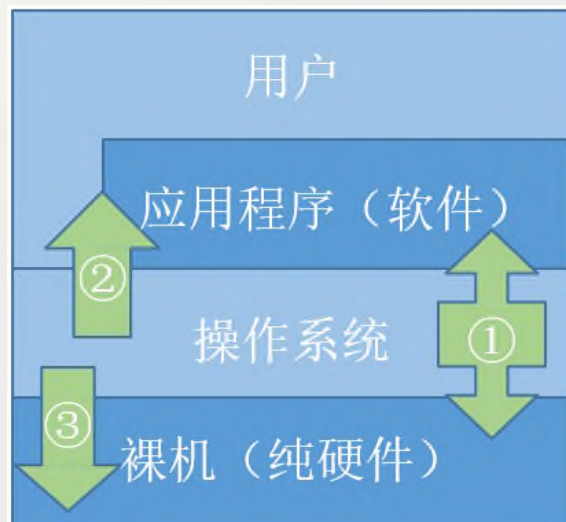 用户
应用程序（软件）
②
操作系统
①
③
裸机（纯硬件）